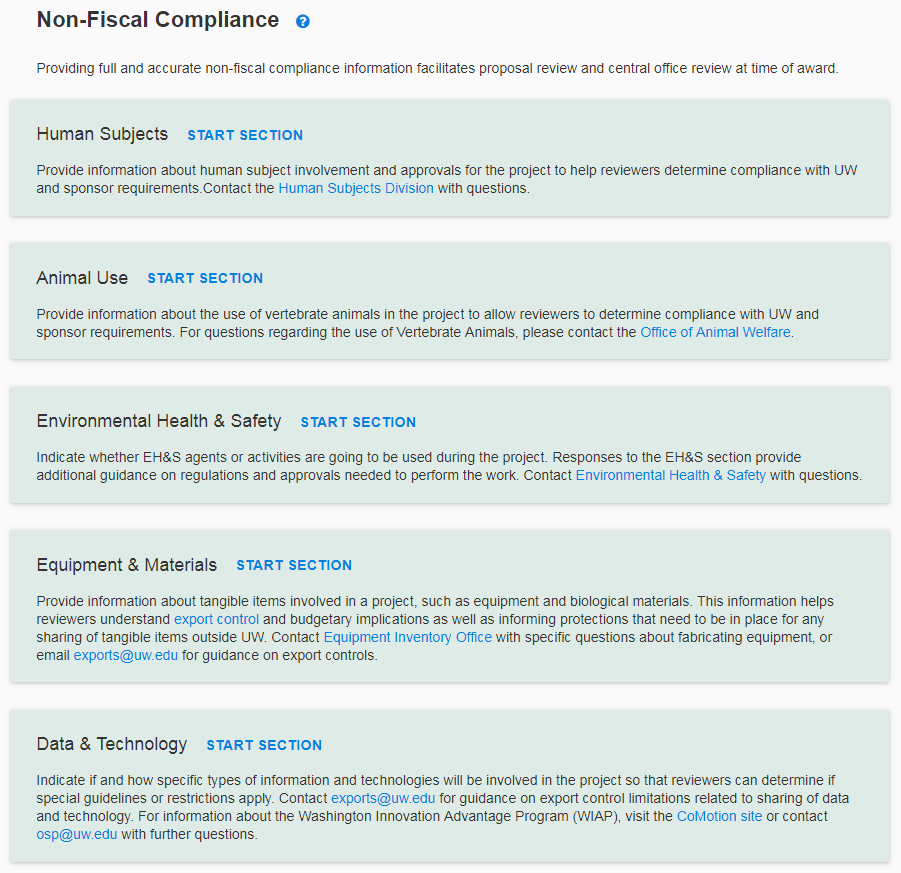 Non-Fiscal Compliance ?
Providing full and accurate non-fiscal compliance information facilitates proposal review and central office review at time of award.
Human Subjects START SECTION
Provide information about human subject involvement and approvals for the project to help reviewers determine compliance with UW
and sponsor requirements.Contact the Human Subjects Division with questions.
Animal Use START SECTION
Provide information about the use of vertebrate animals in the project to allow reviewers to determine compliance with UW and
sponsor requirements. For questions regarding the use of Vertebrate Animals, please contact the Office of Animal Welfare.
Environmental Health & Safety START SECTION
Indicate whether EH&S agents or activities are going to be used during the project. Responses to the EH&S section provide
additional guidance on regulations and approvals needed to perform the work. Contact Environmental Health & Safety with questions.
Equipment & Materials START SECTION
Provide information about tangible items involved in a project, such as equipment and biological materials. This information helps
reviewers understand export control and budgetary implications as well as informing protections that need to be in place for any
sharing of tangible items outside UW. Contact Equipment Inventory Office with specific questions about fabricating equipment, or
email exports@uw.edu for guidance on export controls.
Data & Technology START SECTION
Indicate if and how specific types of information and technologies will be involved in the project so that reviewers can determine if
special guidelines or restrictions apply. Contact exports@uw.edu for guidance on export control limitations related to sharing of data
and technology. For information about the Washington Innovation Advantage Program (WIAP), visit the CoMotion site or contact
osp@uw.edu with further questions.